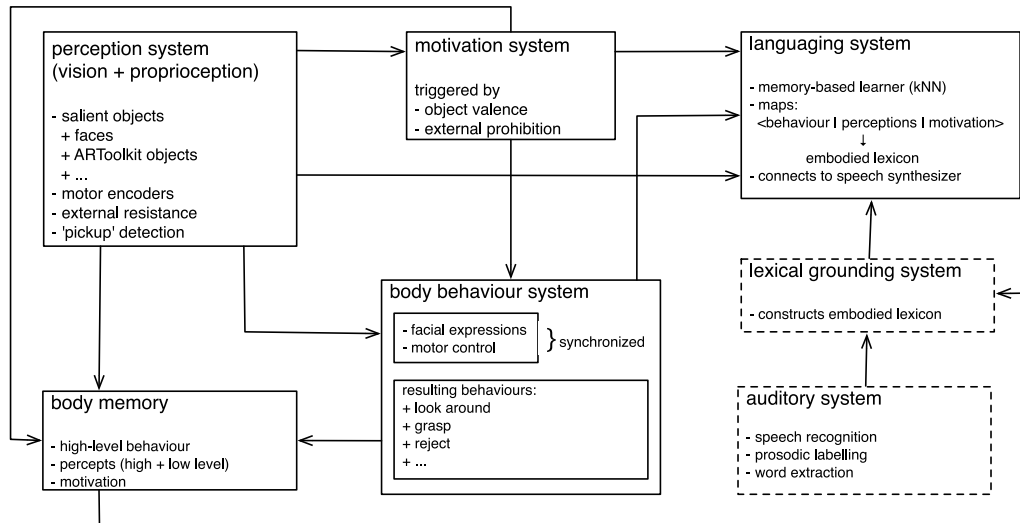 perception system
(vision + proprioception)
- salient objects
+ faces
+ ARToolkit objects
+ ...
- motor encoders
- external resistance
- 'pickup' detection
motivation system
triggered by
- object valence
- external prohibition
languaging system
- memory-based learner (kNN)
- maps:
<behaviour | perceptions | motivation>
↓
embodied lexicon
- connects to speech synthesizer
body behaviour system
- facial expressions
- motor control
} synchronized
resulting behaviours:
+ look around
+ grasp
+ reject
+ ...
lexical grounding system
- constructs embodied lexicon
body memory
- high-level behaviour
- percepts (high + low level)
- motivation
auditory system
- speech recognition
- prosodic labelling
- word extraction